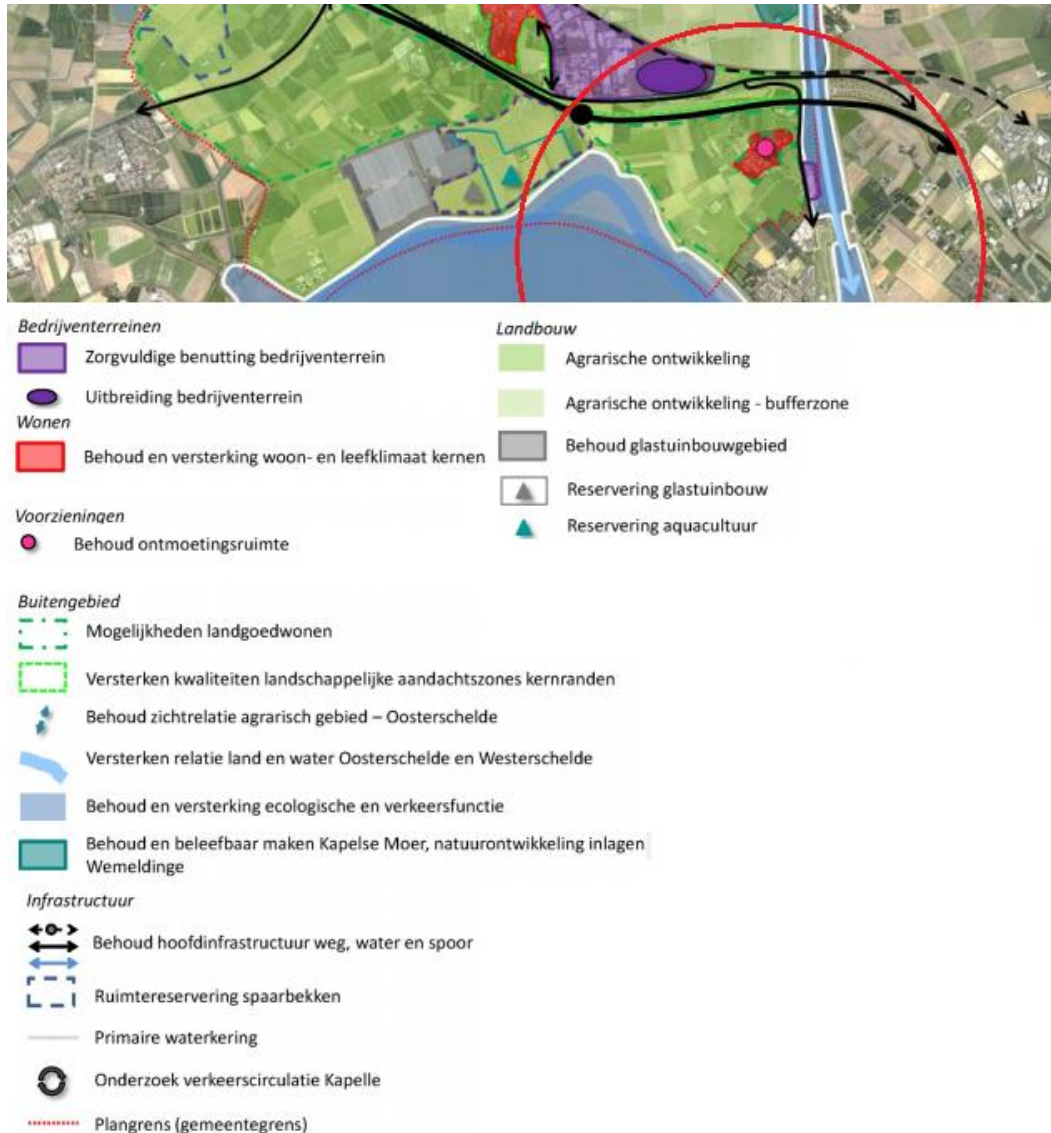 Bedrijventerreinen
Zorgvuldige benutting bedrijventerrein
Uitbreiding bedrijventerrein
Wonen
Behoud en versterking woon- en leefklimaat kernen
Voorzieningen
Behoud ontmoetingsruimte
Landbouw
Agrarische ontwikkeling
Agrarische ontwikkeling - bufferzone
Behoud glastuinbouwgebied
Reservering glastuinbouw
Reservering aquacultuur
Buitengebied
Mogelijkheden landgoedwonen
Versterken kwaliteiten landschappelijke aandachtszones kernranden
Behoud zichtrelatie agrarisch gebied – Oosterschelde
Versterken relatie land en water Oosterschelde en Westerschelde
Behoud en versterking ecologische en verkeersfunctie
Behoud en beleefbaar maken Kapelse Moer, natuurontwikkeling inlagen
Wemeldinge
Infrastructuur
Behoud hoofdinfrastructuur weg, water en spoor
Ruimtereservering spaarbekken
Primaire waterkering
Onderzoek verkeerscirculatie Kapelle
Plangrens (gemeentegrens)